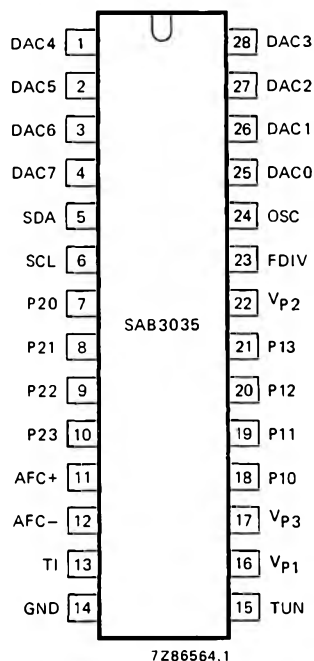 DAC4 1 28 DAC3
DAC5 2 27 DAC2
DAC6 3 26 DAC1
DAC7 4 25 DAC0
SDA 5 24 OSC
SCL 6 23 FDIV
P20 7 22 VP2
SAB3035
P21 8 21 P13
P22 9 20 P12
P23 10 19 P11
AFC+ 11 18 P10
AFC− 12 17 VP3
TI 13 16 VP1
GND 14 15 TUN
7Z86564.1